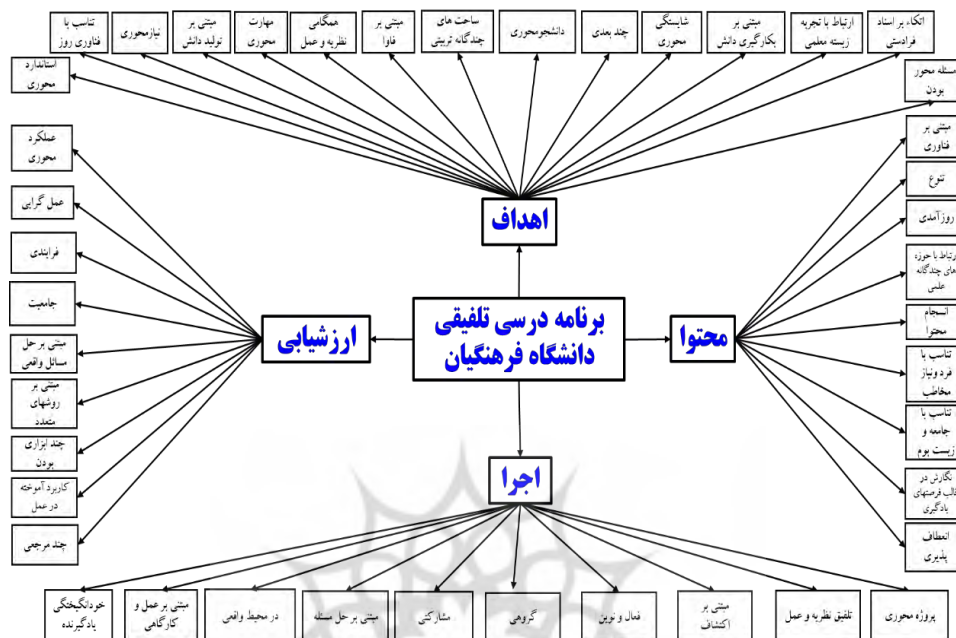 اتکاء بر اسناد
فرادستی
ارتباط با تجربه
زیسته معلمی
مبتنی بر
بکارگیری دانش
شایستگی
محوری
چند بعدی
دانشجومحوری
ساحت های
چندگانه تربیتی
مبتنی بر
فاوا
همگامی
نظریه و عمل
مهارت
محوری
مبتنی بر
تولید دانش
نیازمحوری
تناسب با
فناوری روز
استاندارد
محوری
مسئله محور
بودن
اهداف
برنامه درسی تلفیقی
دانشگاه فرهنگیان
محتوا
مبتنی بر
فناوری
تنوع
روزآمدی
ارتباط با حوزه
های چندگانه
علمی
انسجام
محتوا
تناسب با
فرد ونیاز
مخاطب
تناسب با
جامعه و
زیست بوم
نگارش در
قالب فرصتهای
یادگیری
انعطاف
پذیری
ارزشیابی
عملکرد
محوری
عمل گرایی
فرایندی
جامعیت
مبتنی بر حل
مسائل واقعی
مبتنی بر
روشهای
متعدد
چند ابزاری
بودن
کاربرد آموخته
در عمل
چند مرجعی
اجرا
پروژه محوری
تلفیق نظریه و عمل
مبتنی بر
اکتشاف
فعال و نوین
گروهی
مشارکتی
مبتنی بر حل مسئله
در محیط واقعی
مبتنی بر عمل و
کارگاهی
خودانگیختگی
یادگیرنده